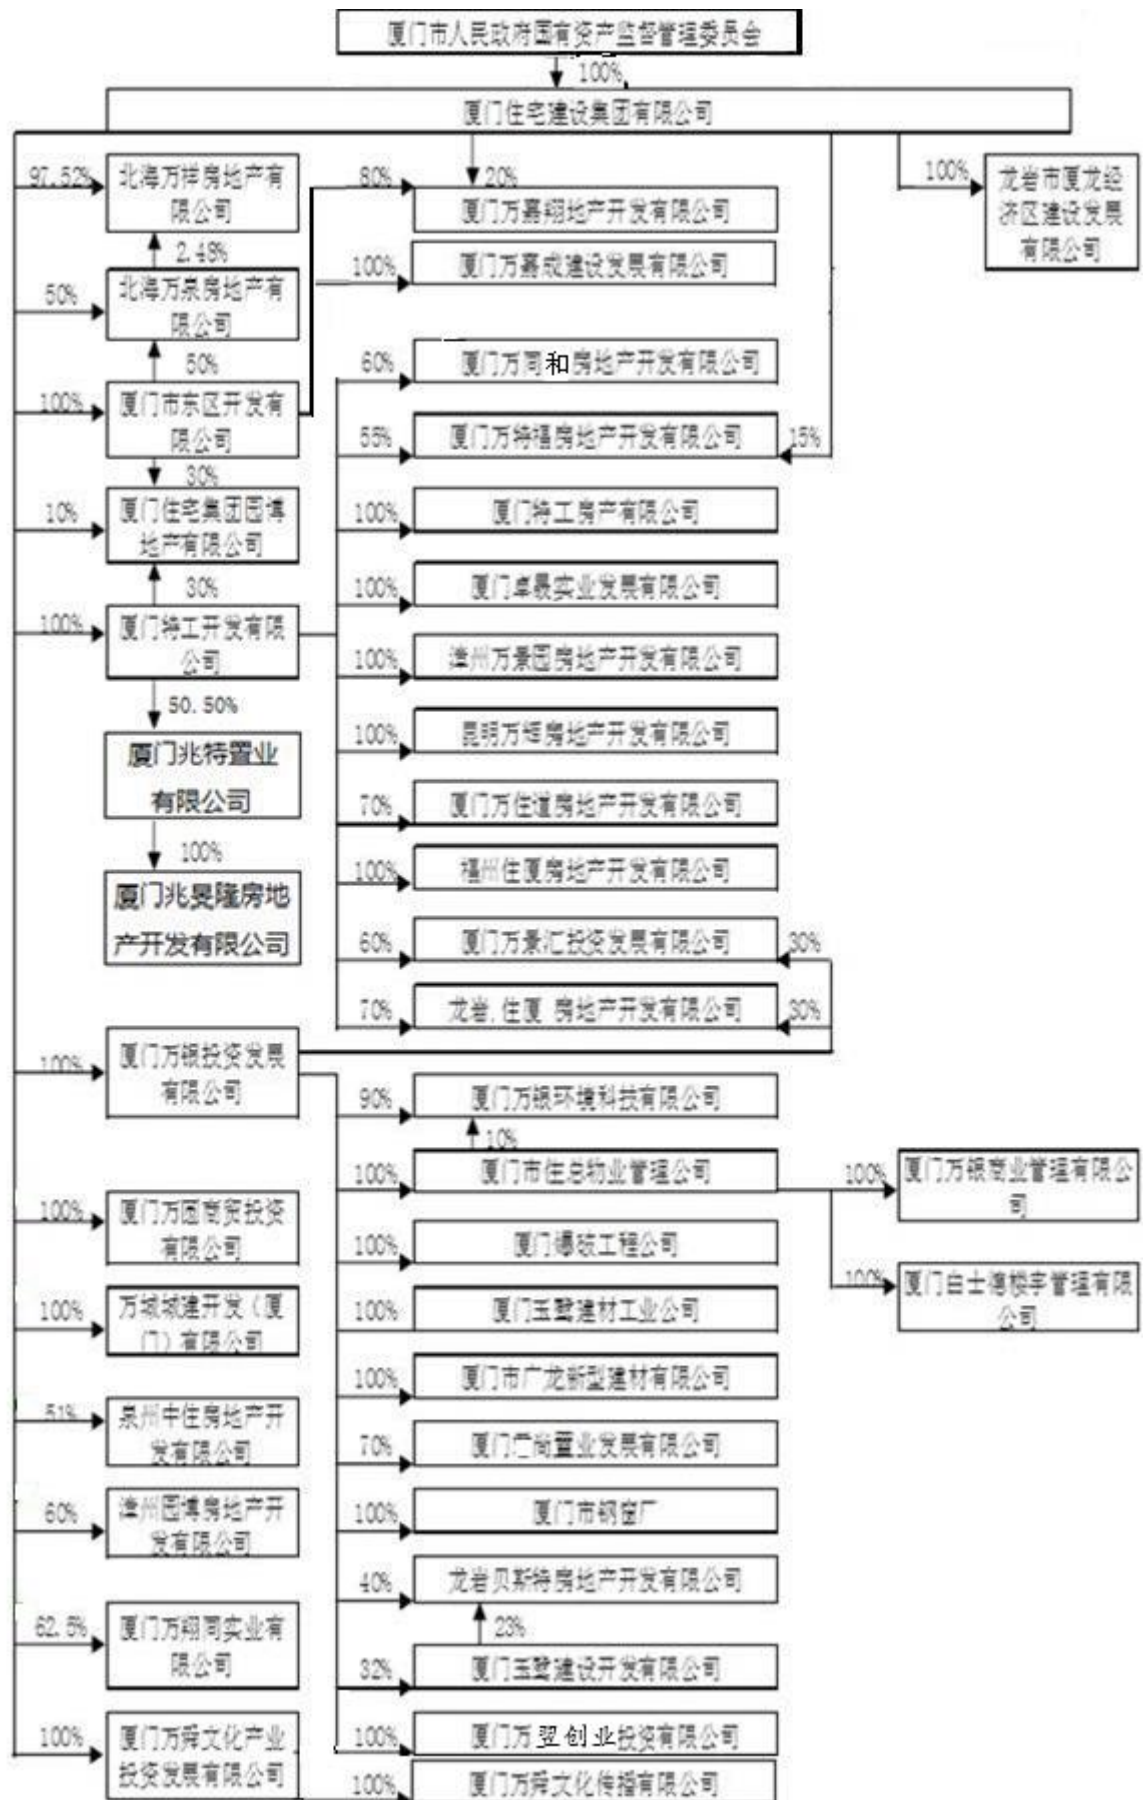 厦门市人民政府国有资产监督管理委员会
100%
厦门住宅建设集团有限公司
97.52%
北海万祥房地产有
限公司
80%
20%
厦门万嘉翔地产开发有限公司
100%
龙岩市厦龙经
济区建设发展
有限公司
2.48%
100%
厦门万嘉成建设发展有限公司
50%
北海万泉房地产有
限公司
50%
60%
厦门万同和房地产开发有限公司
100%
厦门市东区开发有
限公司
55%
厦门万特福房地产开发有限公司
15%
30%
10%
厦门住宅集团园博
地产有限公司
100%
厦门特工房产有限公司
30%
100%
厦门卓晟实业发展有限公司
100%
厦门特工开发有限
公司
100%
漳州万景园房地产开发有限公司
50.50%
100%
昆明万炬房地产开发有限公司
厦门兆特置业
有限公司
70%
厦门万住道房地产开发有限公司
100%
100%
福州住厦房地产开发有限公司
厦门兆旻隆房地
产开发有限公司
60%
厦门万景汇投资发展有限公司
30%
70%
龙岩.住厦 房地产开发有限公司
30%
100%
厦门万银投资发展
有限公司
90%
厦门万银环境科技有限公司
10%
100%
厦门市住总物业管理公司
100%
厦门万银商业管理有限公
司
100%
厦门万园商贸投资
有限公司
100%
厦门爆破工程公司
100%
厦门白士德楼宇管理有限
公司
100%
万城城建开发（厦
门）有限公司
100%
厦门玉鹭建材工业公司
100%
厦门市广龙新型建材有限公司
51%
泉州中住房地产开
发有限公司
70%
尚置业发展有限公司
60%
漳州园博房地产开
发有限公司
100%
厦门市钢窗厂
40%
龙岩贝斯特房地产开发有限公司
23%
62.5%
厦门万翔同实业有
限公司
32%
厦门玉鹭建设开发有限公司
100%
厦门万舜文化产业
投资发展有限公司
100%
厦门万翌创业投资有限公司
100%
厦门万舜文化传播有限公司